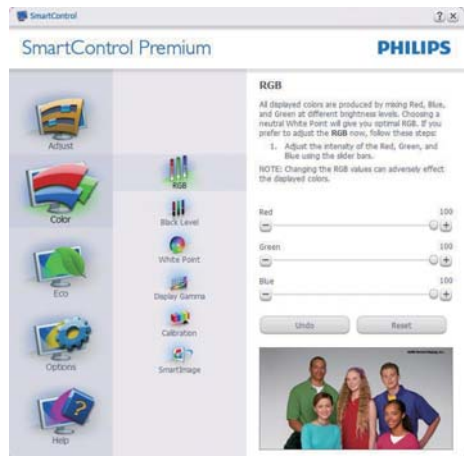 SmartControl
SmartControl Premium
PHILIPS
Adjust
Color
Eco
Options
Help
RGB
Black Level
White Point
Display Gamma
Calibration
SmartImage
RGB
All displayed colors are produced by mixing Red, Blue,
and Green at different brightness levels. Choosing a
neutral White Point will give you optimal RGB. If you
prefer to adjust the RGB now, follow these steps:
1. Adjust the intensity of the Red, Green, and
Blue using the slider bars.
NOTE: Changing the RGB values can adversely effect
the displayed colors.
Red 100
Green 100
Blue 100
Undo Reset